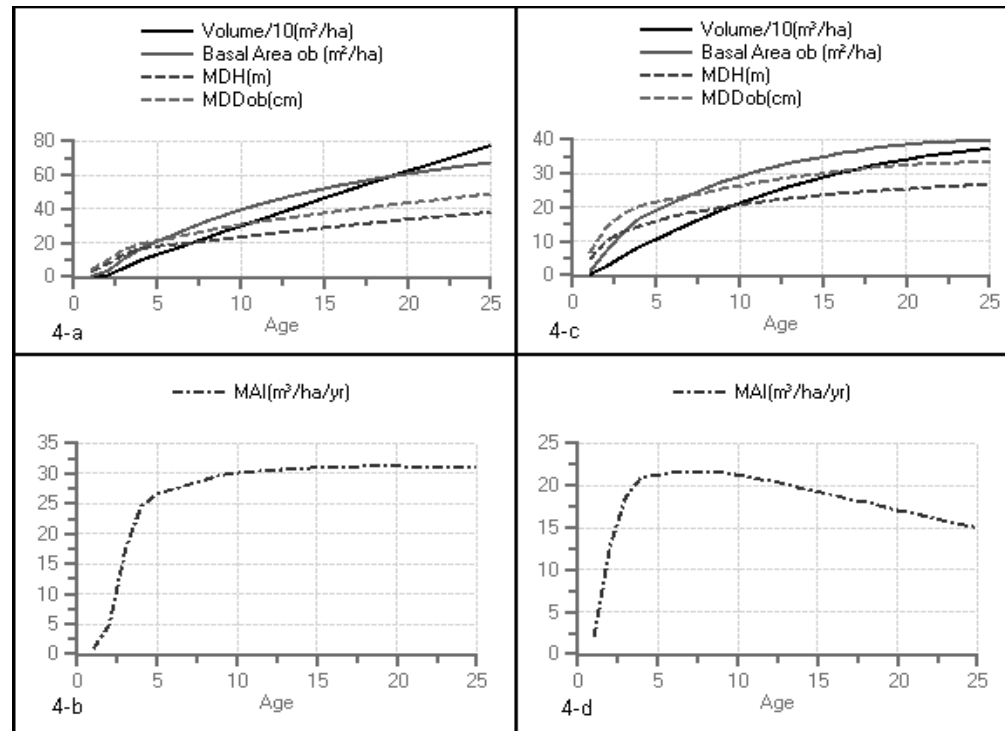 Volume/10(m³/ha)
Basal Area ob (m²/ha)
MDH(m)
MDDob(cm)
80
60
40
20
0
0 5 10 15 20 25
Age
4-a
Volume/10(m³/ha)
Basal Area ob (m²/ha)
MDH(m)
MDDob(cm)
40
30
20
10
0
0 5 10 15 20 25
Age
4-c
MAI(m³/ha/yr)
35
30
25
20
15
10
5
0
0 5 10 15 20 25
Age
4-b
MAI(m³/ha/yr)
25
20
15
10
5
0
0 5 10 15 20 25
Age
4-d